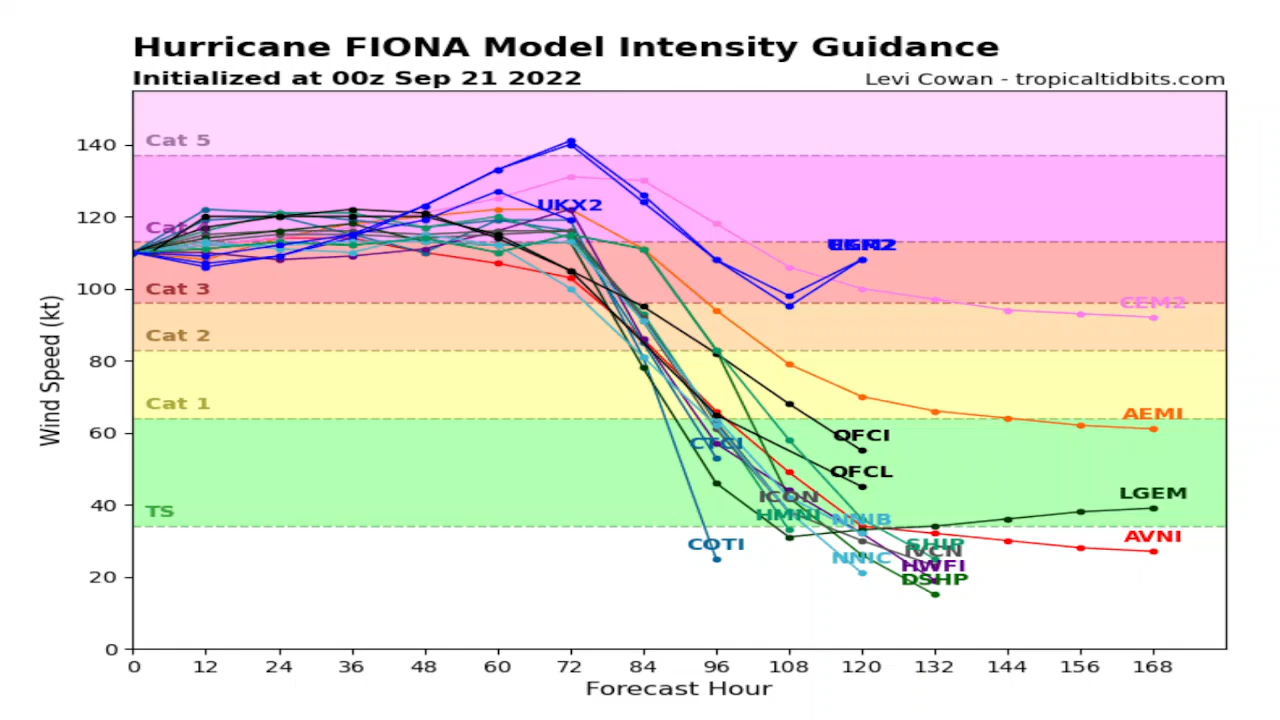 Hurricane FIONA Model Intensity Guidance
Initialized at 00z Sep 21 2022
Levi Cowan - tropicaltidbits.com
Wind Speed (kt)
140
120
100
80
60
40
20
0
Cat 5
Cat
Cat 3
Cat 2
Cat 1
TS
UKX2
CEM2
AEMI
OFCI
OFCL
CTCI
ICON
LGEM
HMNI
NNIB
COTI
AVNI
SHIP
IVCN
NNIC
HWFI
DSHP
0 12 24 36 48 60 72 84 96 108 120 132 144 156 168
Forecast Hour